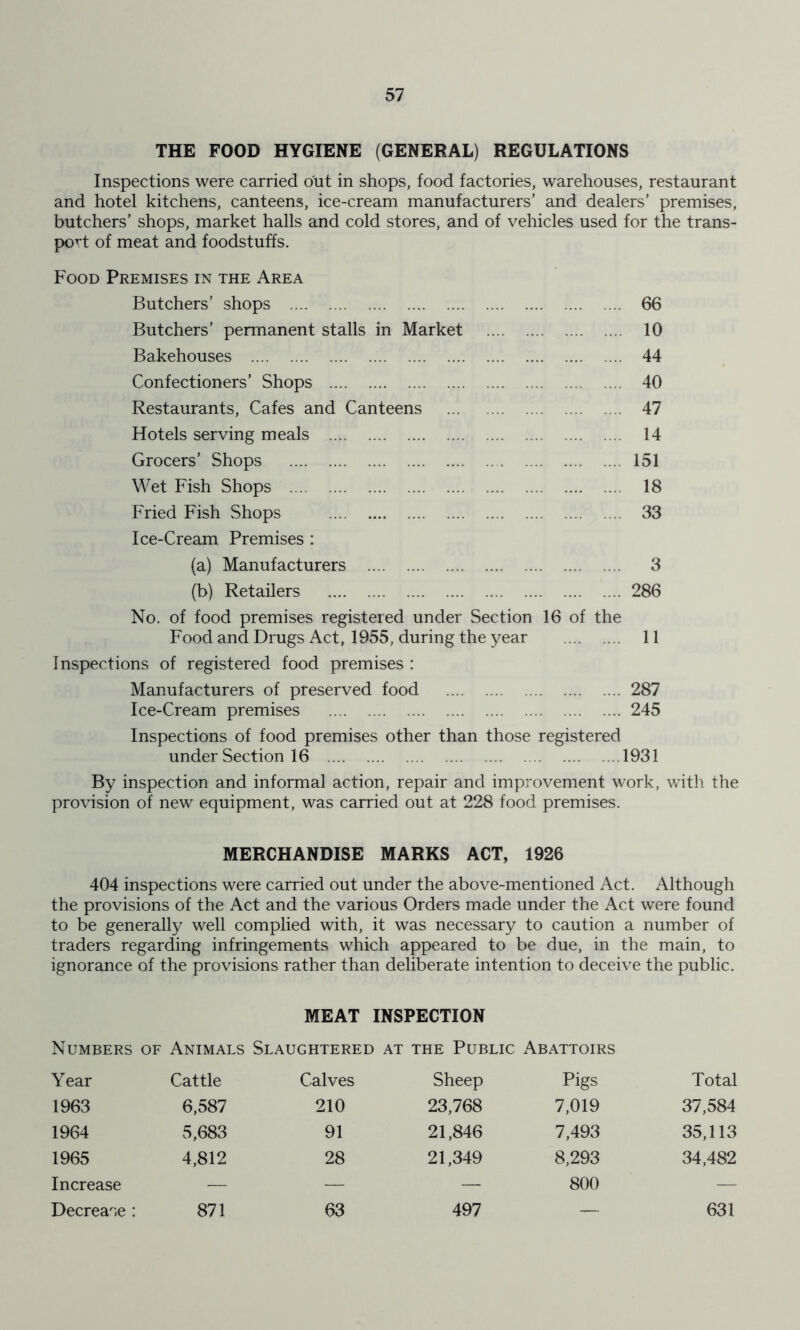 57
THE FOOD HYGIENE (GENERAL) REGULATIONS
Inspections were carried out in shops, food factories, warehouses, restaurant
and hotel kitchens, canteens, ice-cream manufacturers' and dealers' premises,
butchers' shops, market halls and cold stores, and of vehicles used for the trans-
port of meat and foodstuffs.
FOOD PREMISES IN THE AREA
Butchers' shops .... .... .... .... .... .... .... .... .... 66
Butchers' permanent stalls in Market .... .... .... .... 10
Bakehouses .... .... .... .... .... .... .... .... .... .... 44
Confectioners' Shops .... .... .... .... .... .... .... .... 40
Restaurants, Cafes and Canteens .... .... .... .... .... 47
Hotels serving meals .... .... .... .... .... .... .... .... 14
Grocers' Shops .... .... .... .... .... .... .... .... .... 151
Wet Fish Shops .... .... .... .... .... .... .... .... .... 18
Fried Fish Shops .... .... .... .... .... .... .... .... 33
Ice-Cream Premises :
(a) Manufacturers .... .... .... .... .... .... .... 3
(b) Retailers .... .... .... .... .... .... .... .... 286
No. of food premises registered under Section 16 of the
Food and Drugs Act, 1955, during the year .... .... 11
Inspections of registered food premises :
Manufacturers of preserved food .... .... .... .... .... 287
Ice-Cream premises .... .... .... .... .... .... .... .... 245
Inspections of food premises other than those registered
under Section 16 .... .... .... .... .... .... .... ....1931
By inspection and informal action, repair and improvement work, with the
provision of new equipment, was carried out at 228 food premises.
MERCHANDISE MARKS ACT, 1926
404 inspections were carried out under the above-mentioned Act. Although
the provisions of the Act and the various Orders made under the Act were found
to be generally well complied with, it was necessary to caution a number of
traders regarding infringements which appeared to be due, in the main, to
ignorance of the provisions rather than deliberate intention to deceive the public.
MEAT INSPECTION
NUMBERS OF ANIMALS SLAUGHTERED AT THE PUBLIC ABATTOIRS
Year Cattle Calves Sheep Pigs Total
1963 6,587 210 23,768 7,019 37,584
1964 5,683 91 21,846 7,493 35,113
1965 4,812 28 21,349 8,293 34,482
Increase — — — 800 —
Decrease : 871 63 497 — 631